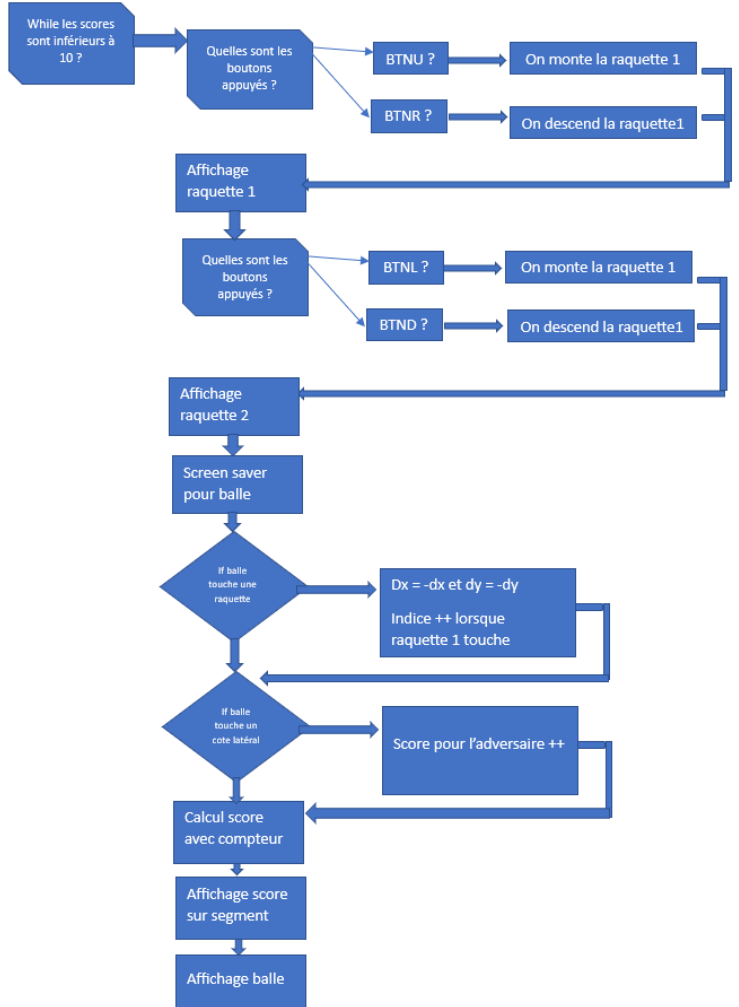 While les scores
sont inférieurs à
10 ?
Quelles sont les
boutons
appuyés ?
BTNU ?
On monte la raquette 1
BTNR ?
On descend la raquette1
Affichage
raquette 1
Quelles sont les
boutons
appuyés ?
BTNL ?
On monte la raquette 1
BTND ?
On descend la raquette1
Affichage
raquette 2
Screen saver
pour balle
If balle
touche une
raquette
Dx = -dx et dy = -dy
Indice ++ lorsque
raquette 1 touche
If balle
touche un
cote latéral
Score pour l’adversaire ++
Calcul score
avec compteur
Affichage score
sur segment
Affichage balle